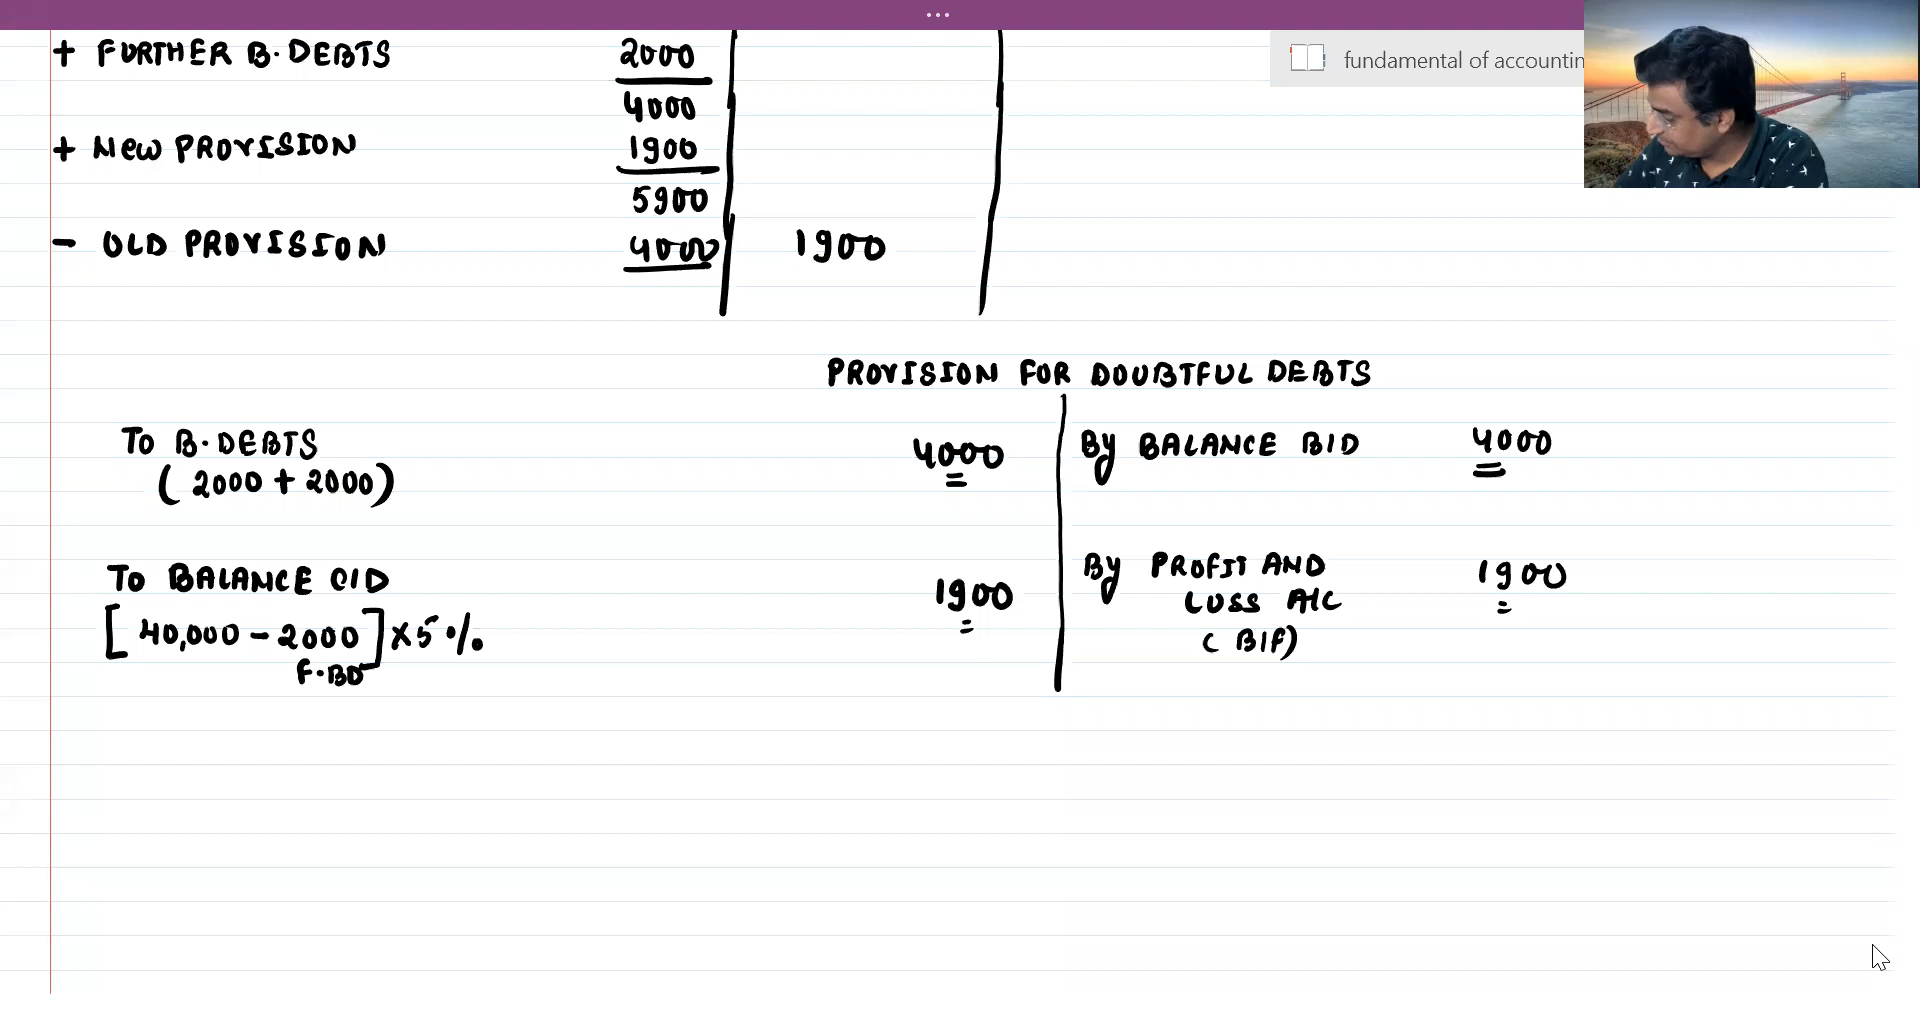 ...
+ FURTHER B. DEBTS 2000
fundamental of accountin
4000
+ NEW PROVISION 1900
5900
- OLD PROVISION 4000 1900
PROVISION FOR DOUBTFUL DEBTS
TO B. DEBTS 4000 By BALANCE B/D 4000
(2000 + 2000)
TO BALANCE C/D 1900 By PROFIT AND 1900
LOSS A/C
[40,000 - 2000] X 5%
(B/F)
F.BD